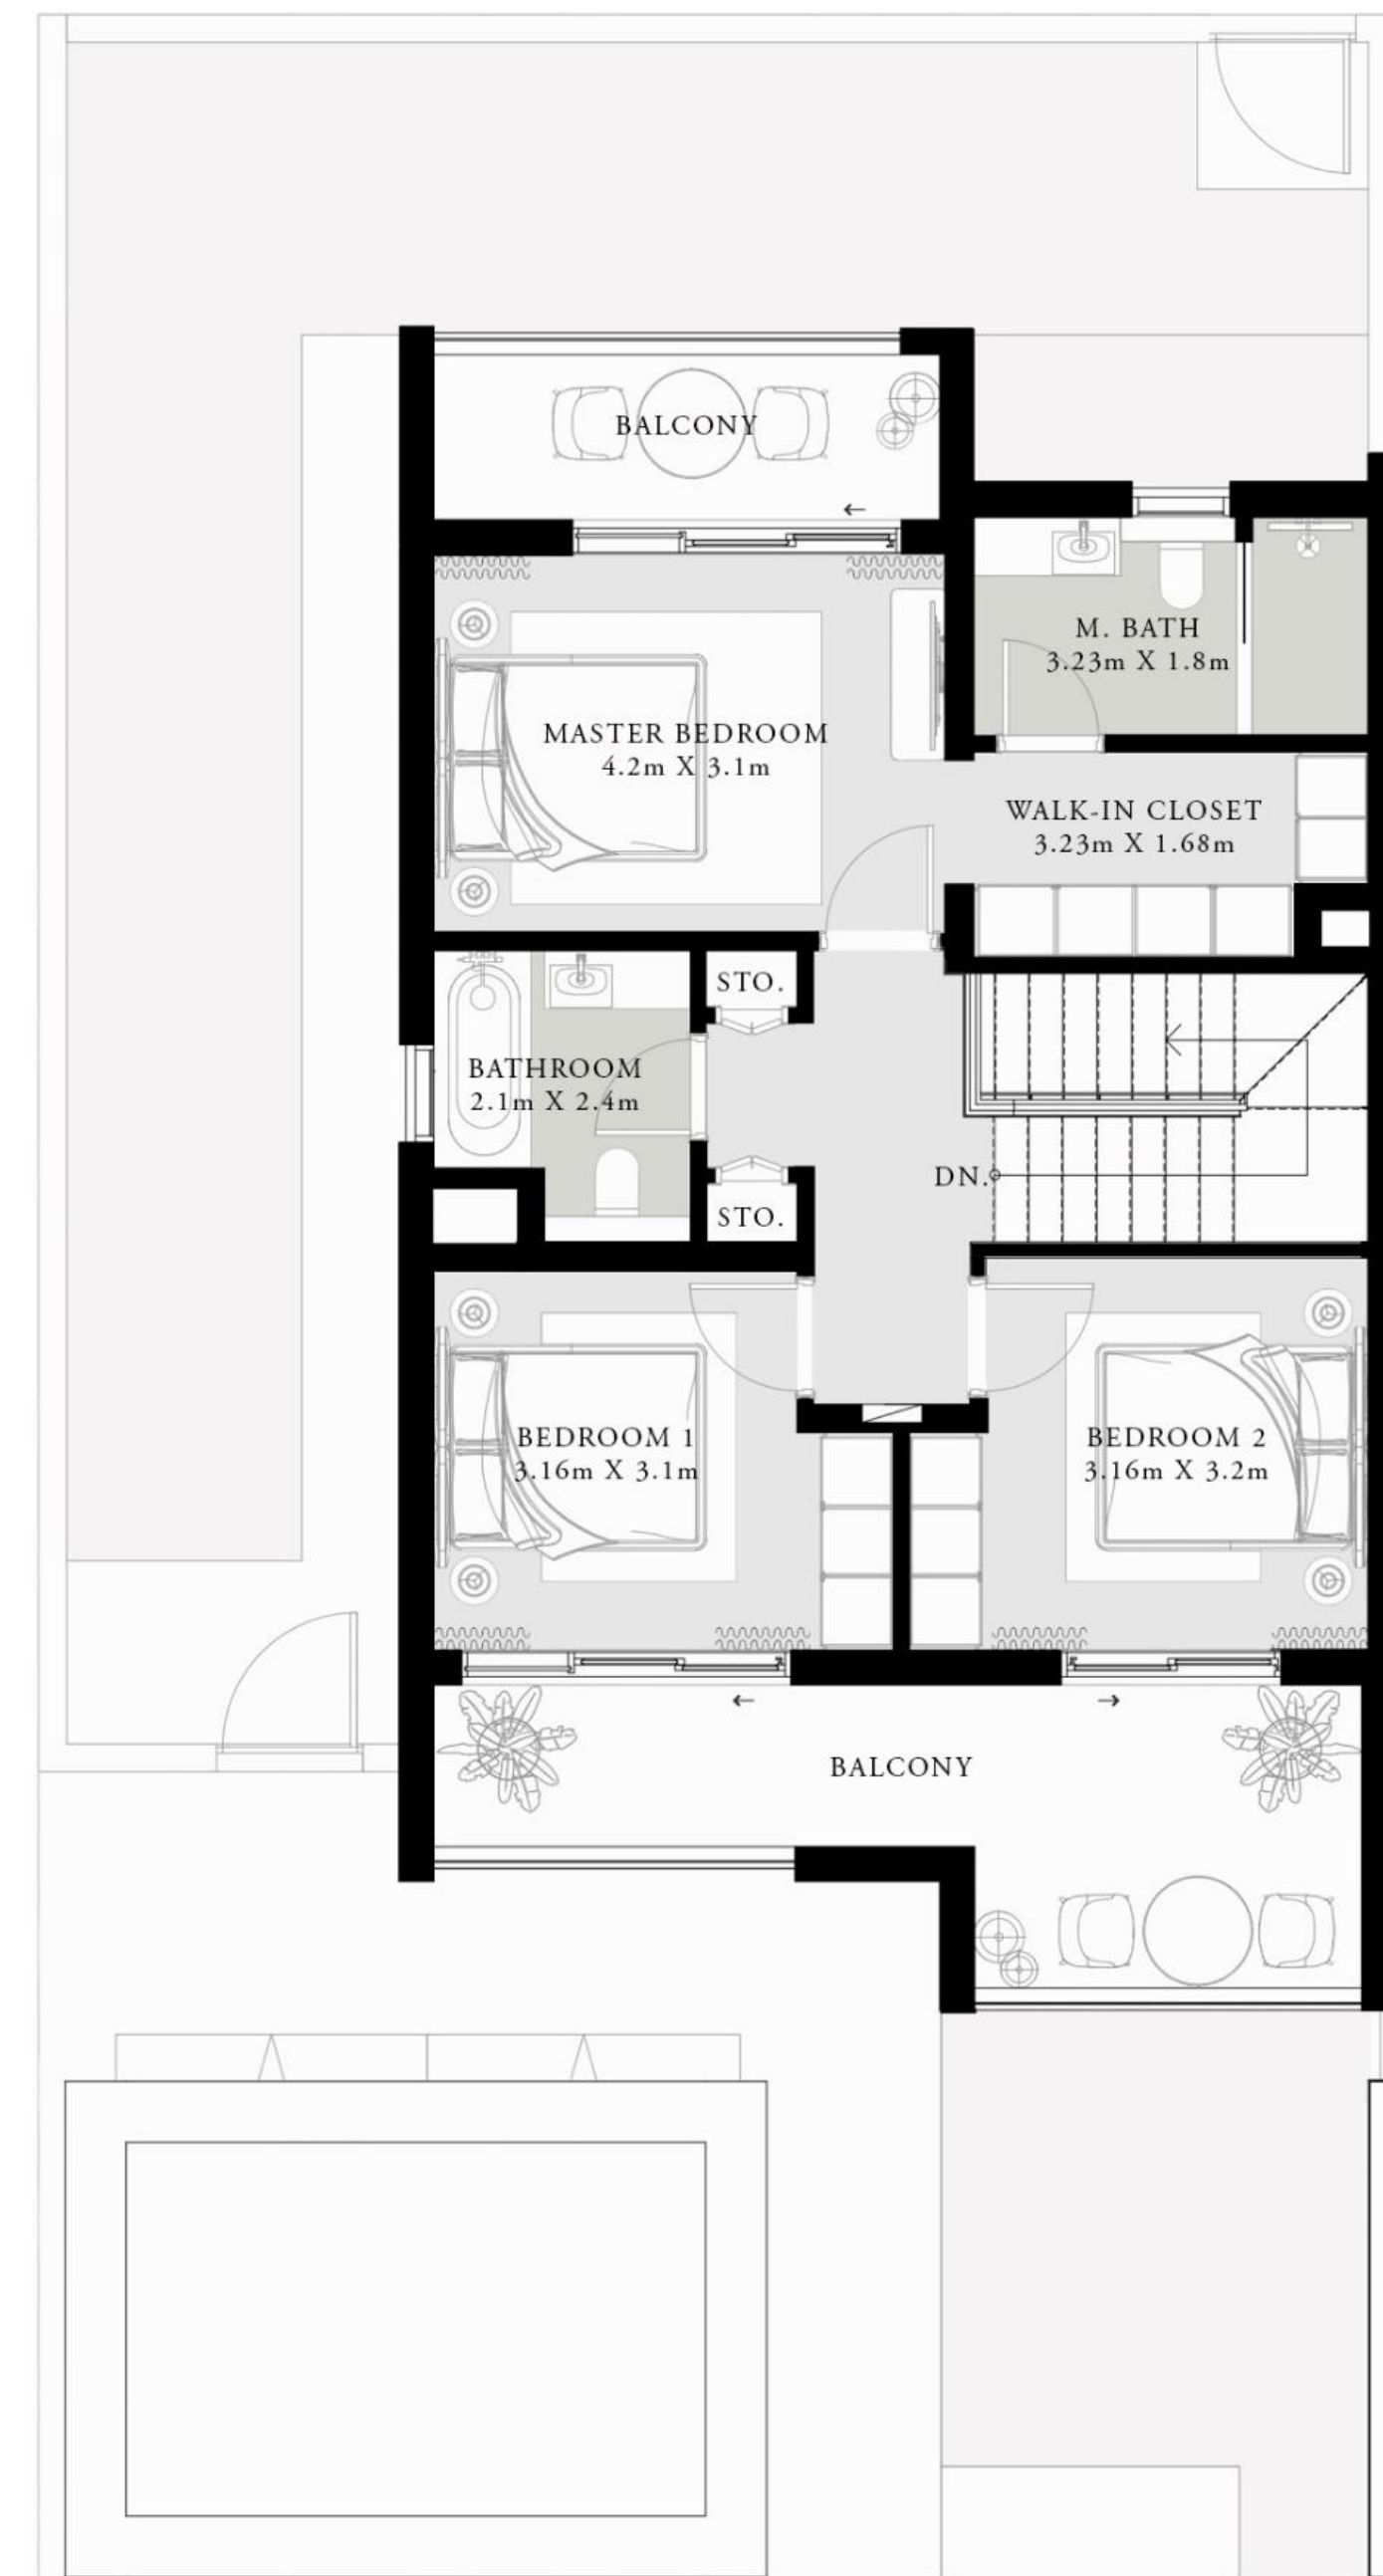 BALCONY
M. BATH
3.23m X 1.8m
MASTER BEDROOM
4.2m X 3.1m
WALK-IN CLOSET
3.23m X 1.68m
STO.
BATHROOM
2.1m X 2.4m
DN.
STO.
BEDROOM 1
3.16m X 3.1m
BEDROOM 2
3.16m X 3.2m
BALCONY